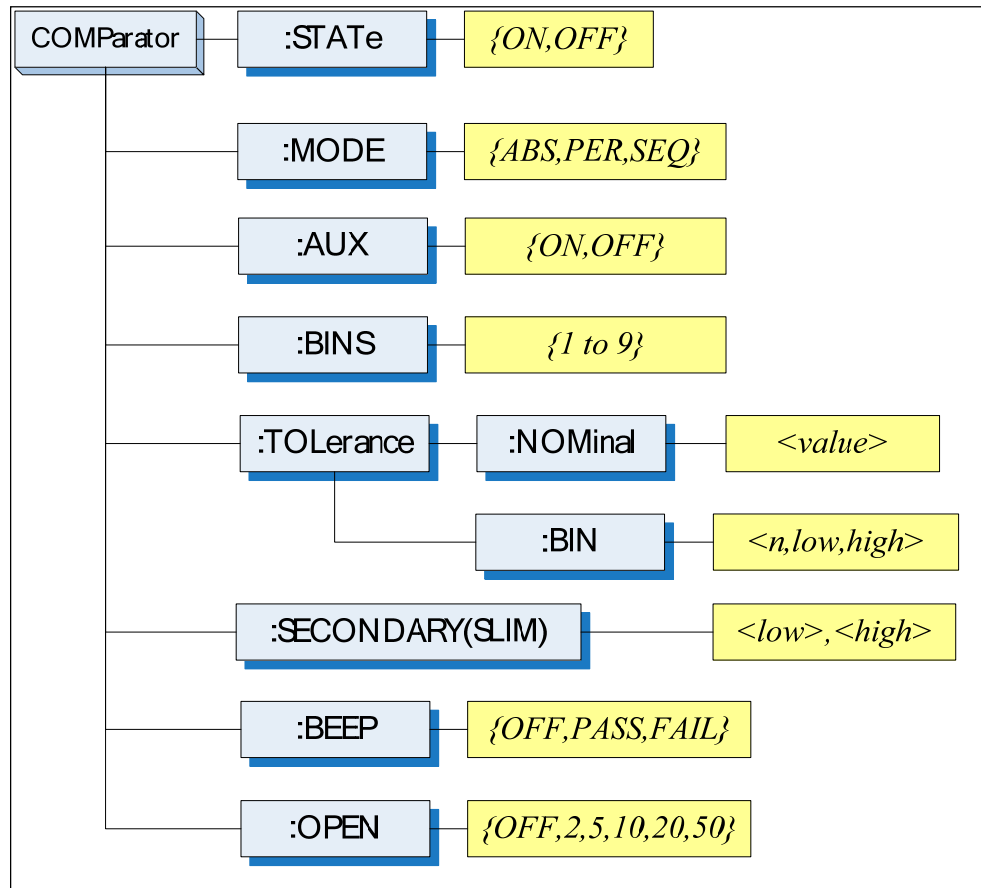 COMParator :STATe {ON,OFF}
:MODE {ABS,PER,SEQ}
:AUX {ON,OFF}
:BINS {1 to 9}
:TOLerance :NOMinal <value>
:BIN <n,low,high>
:SECONDARY(SLIM) <low>,<high>
:BEEP {OFF,PASS,FAIL}
:OPEN {OFF,2,5,10,20,50}